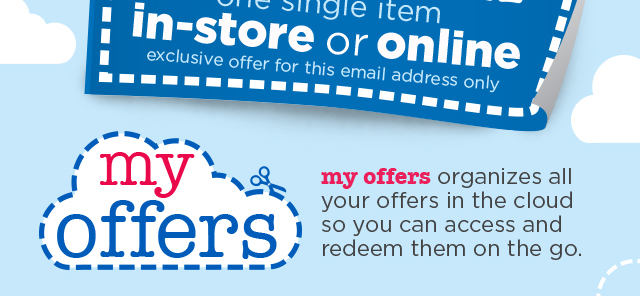 one single item
in-store or online
exclusive offer for this email address only
my
offers
my offers organizes all
your offers in the cloud
so you can access and
redeem them on the go.